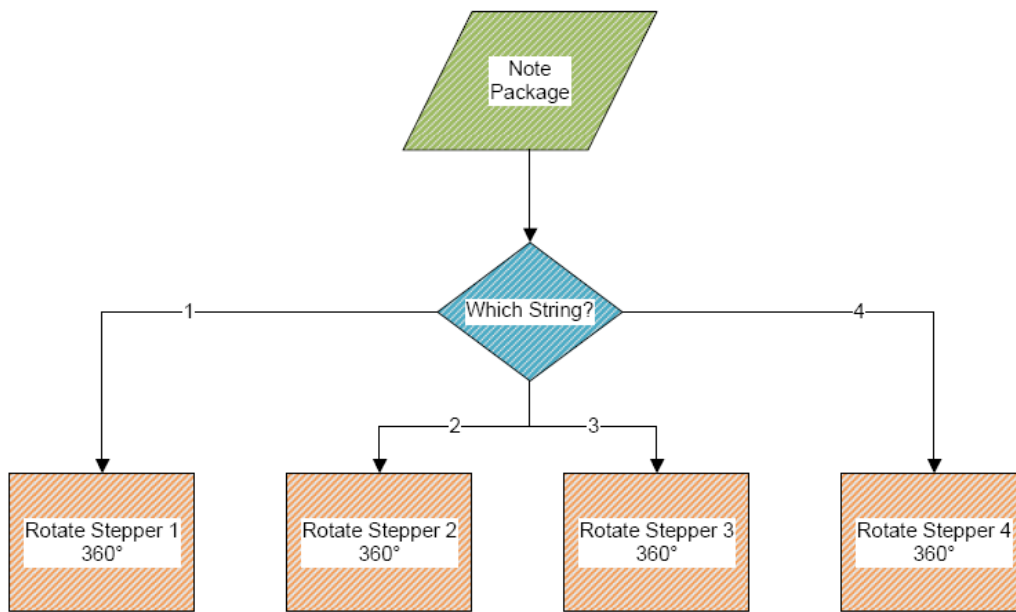 Note
Package
Which String?
1
4
2
3
Rotate Stepper 1
360°
Rotate Stepper 2
360°
Rotate Stepper 3
360°
Rotate Stepper 4
360°